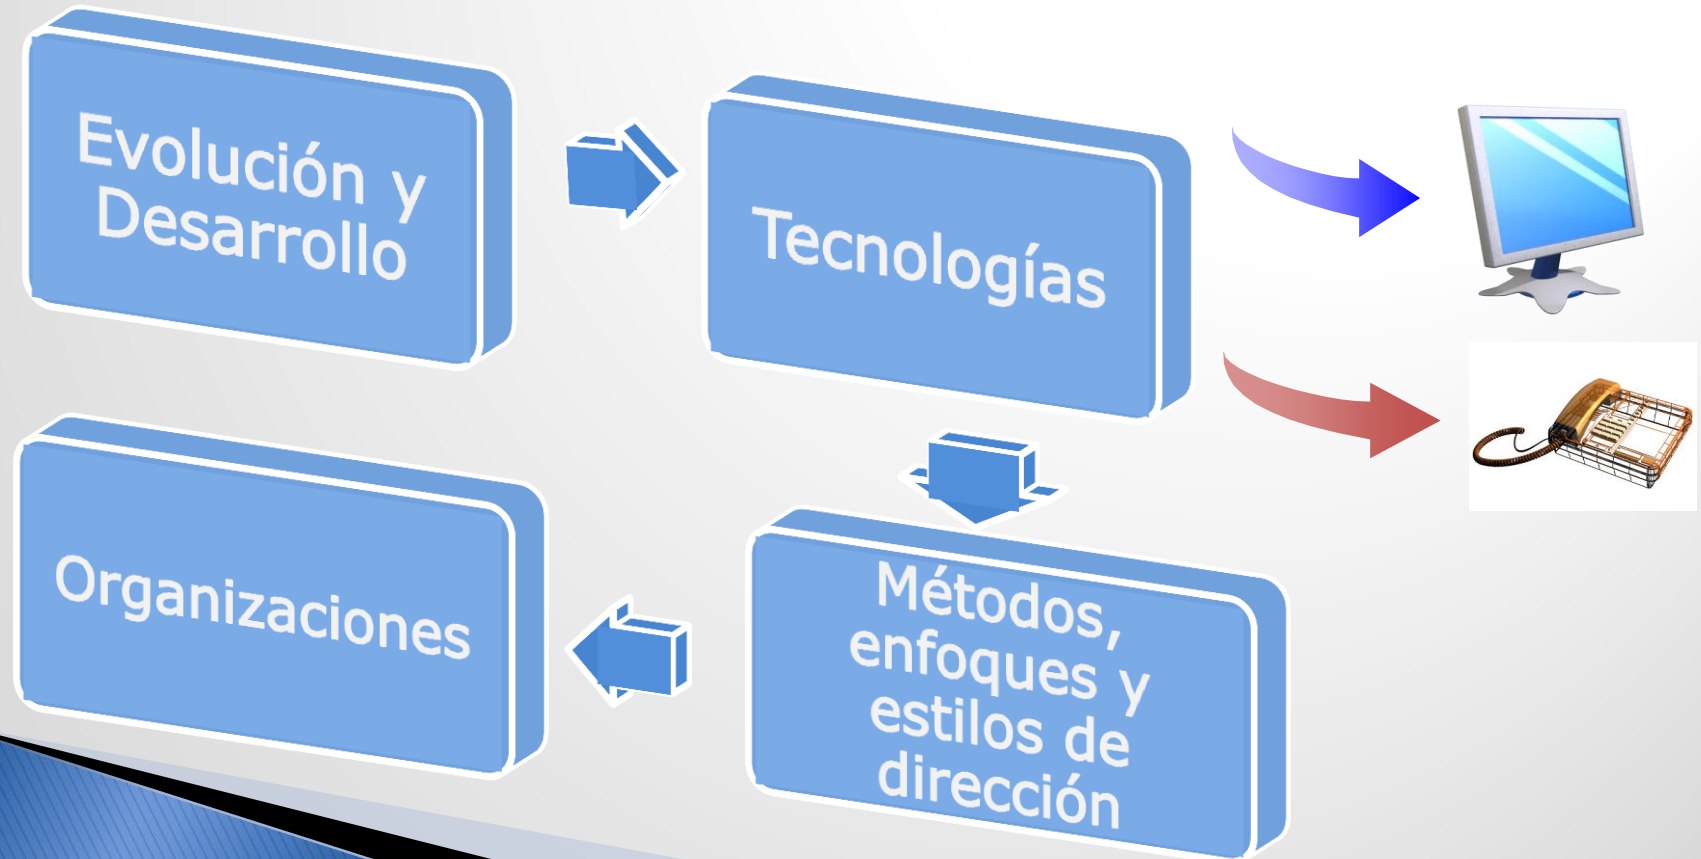 Evolución y
Desarrollo
Tecnologías
Métodos,
enfoques y
estilos de
dirección
Organizaciones